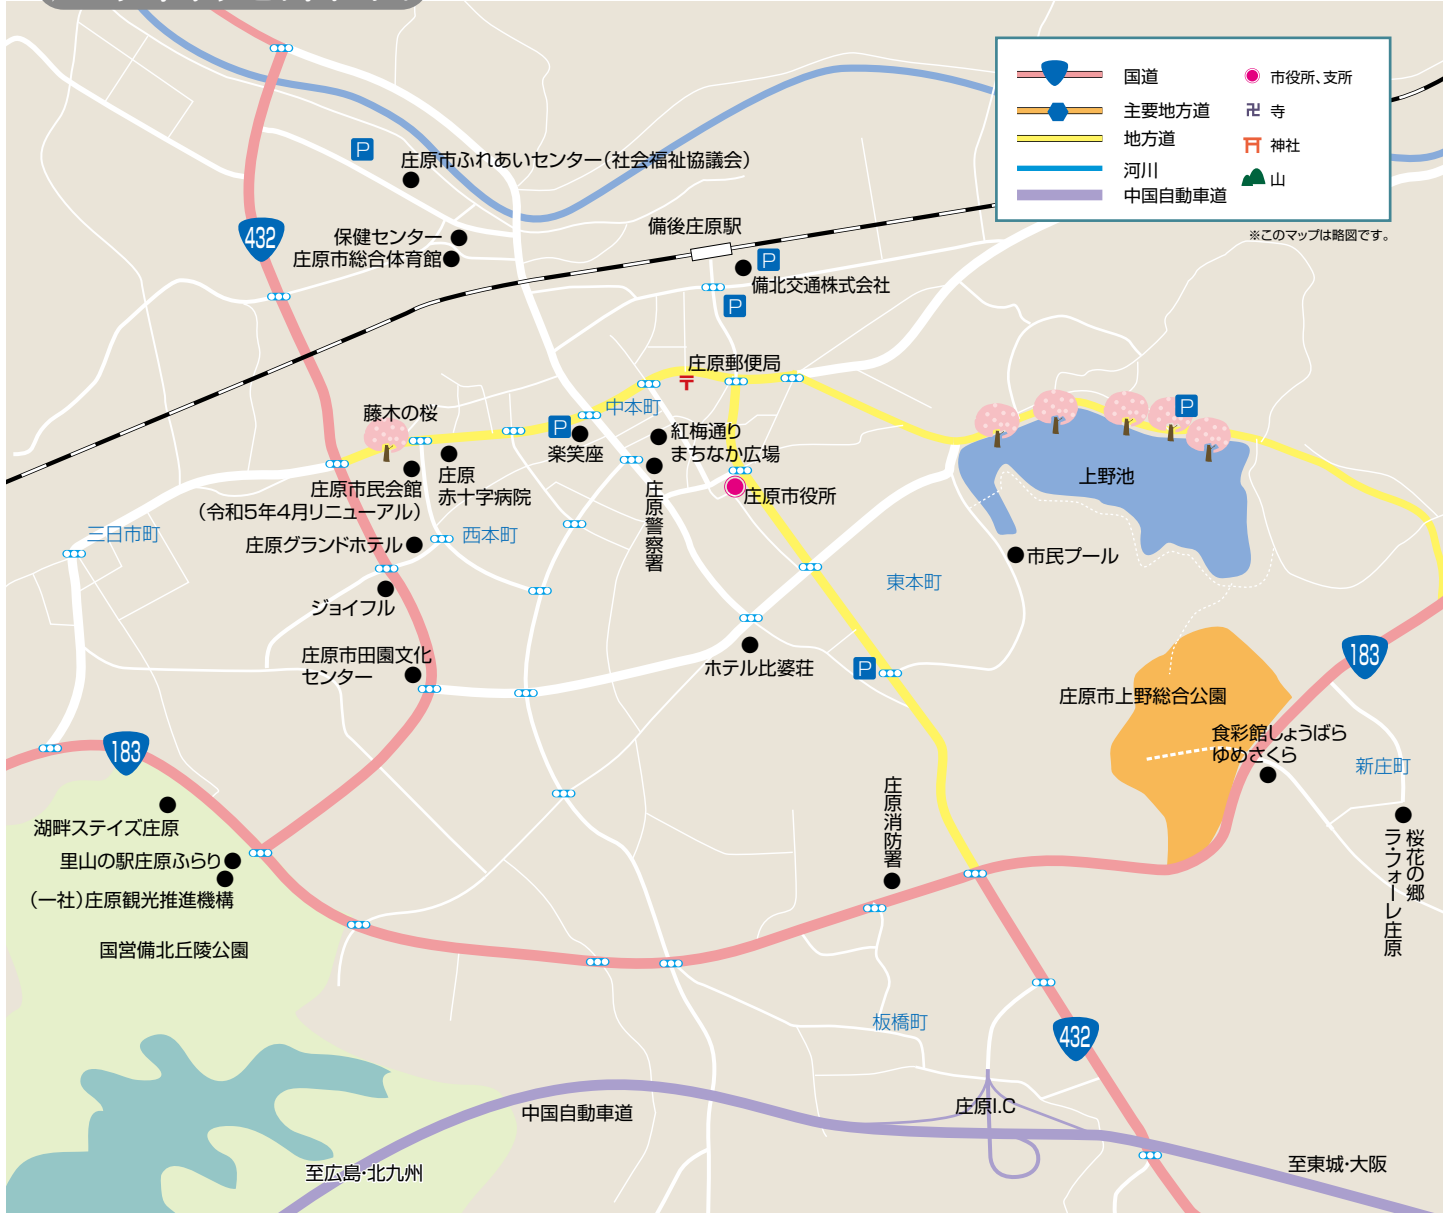 国道
市役所、支所
主要地方道
寺
地方道
神社
河川
山
中国自動車道
※このマップは略図です。
P
庄原市ふれあいセンター(社会福祉協議会)
432
保健センター
庄原市総合体育館
備後庄原駅
P
備北交通株式会社
P
庄原郵便局
中本町
藤木の桜
P
楽笑座
紅梅通り
まちなか広場
P
上野池
庄原
赤十字病院
庄原市民会館
(令和5年4月リニューアル)
庄原警察署
庄原市役所
三日市町
西本町
庄原グランドホテル
市民プール
東本町
ジョイフル
庄原市田園文化
センター
ホテル比婆荘
P
183
庄原市上野総合公園
食彩館しょうばら
ゆめさくら
新庄町
183
湖畔ステイズ庄原
庄原消防署
桜花の郷
ラ・フォーレ庄原
里山の駅庄原ふらり
(一社)庄原観光推進機構
国営備北丘陵公園
板橋町
432
中国自動車道
庄原I.C
至広島・北九州
至東城・大阪